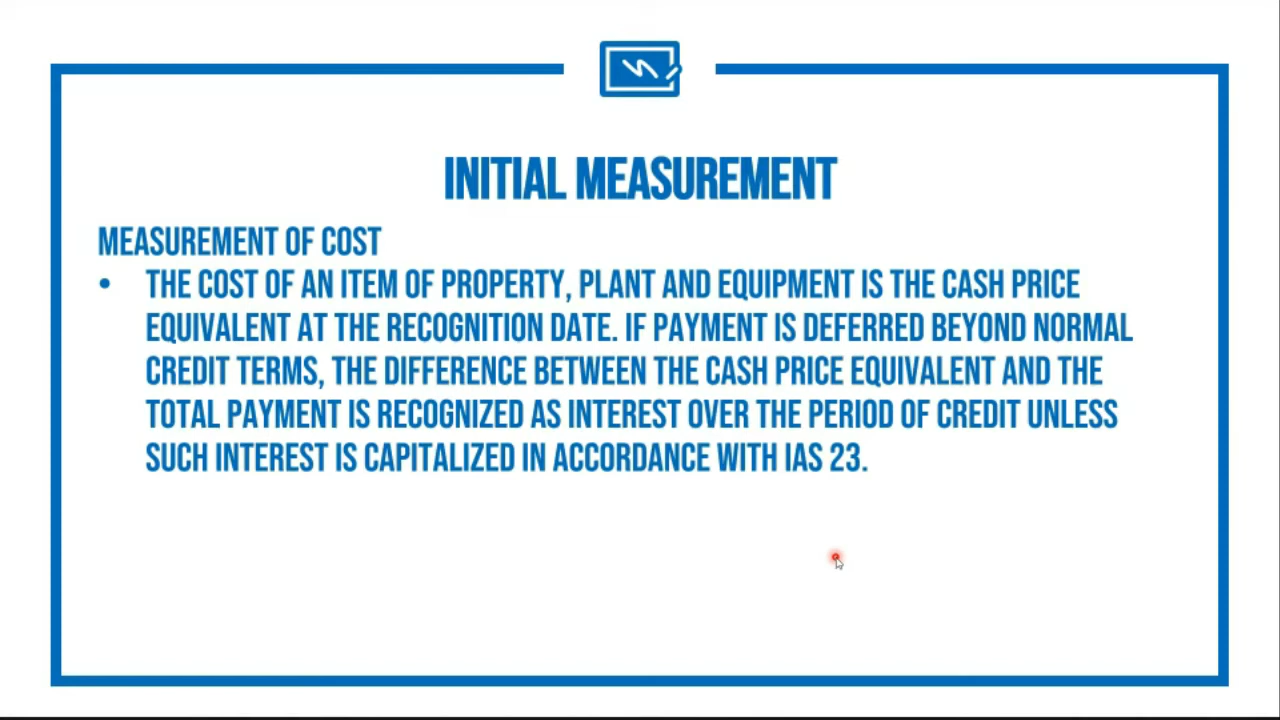 INITIAL MEASUREMENT
MEASUREMENT OF COST
• THE COST OF AN ITEM OF PROPERTY, PLANT AND EQUIPMENT IS THE CASH PRICE
EQUIVALENT AT THE RECOGNITION DATE. IF PAYMENT IS DEFERRED BEYOND NORMAL
CREDIT TERMS, THE DIFFERENCE BETWEEN THE CASH PRICE EQUIVALENT AND THE
TOTAL PAYMENT IS RECOGNIZED AS INTEREST OVER THE PERIOD OF CREDIT UNLESS
SUCH INTEREST IS CAPITALIZED IN ACCORDANCE WITH IAS 23.